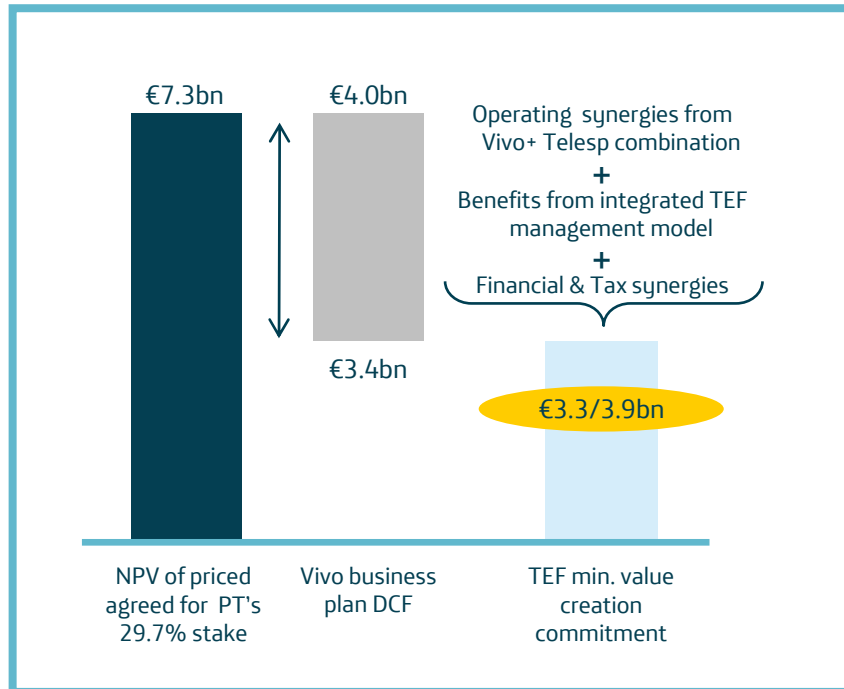 €7.3bn
€4.0bn
Operating synergies from
Vivo+ Telesp combination
+
Benefits from integrated TEF
management model
+
Financial & Tax synergies
€3.4bn
€3.3/3.9bn
NPV of priced
agreed for PT's
29.7% stake
Vivo business
plan DCF
TEF min. value
creation
commitment